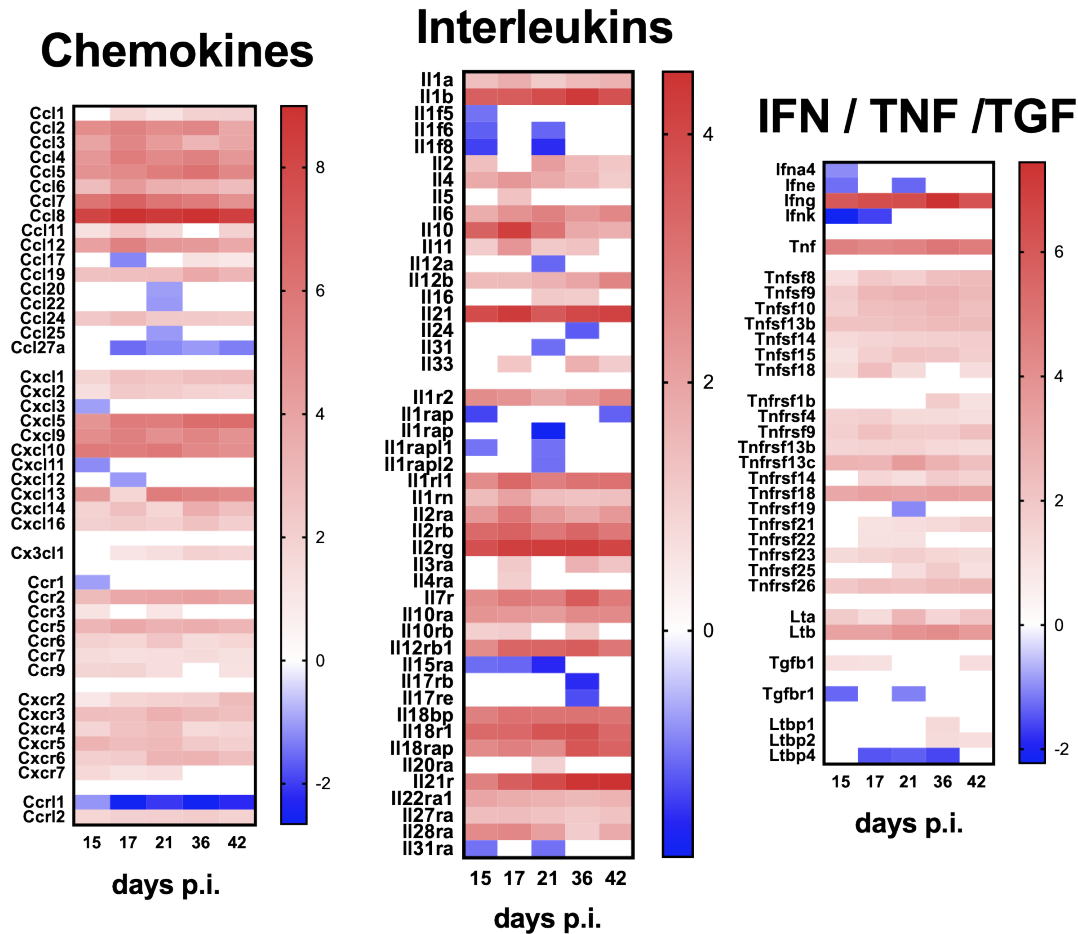 Chemokines
Ccl1
Ccl2
Ccl3
Ccl4
Ccl5
Ccl6
Ccl7
Ccl8
Ccl11
Ccl12
Ccl17
Ccl19
Ccl20
Ccl22
Ccl24
Ccl25
Ccl27a
Cxcl1
Cxcl2
Cxcl3
Cxcl5
Cxcl9
Cxcl10
Cxcl11
Cxcl12
Cxcl13
Cxcl14
Cxcl16
Cx3cl1
Ccr1
Ccr2
Ccr3
Ccr5
Ccr6
Ccr7
Ccr9
Cxcr2
Cxcr3
Cxcr4
Cxcr5
Cxcr6
Cxcr7
Ccrl1
Ccrl2
15 17 21 36 42
days p.i.
8
6
4
2
0
-2
Interleukins
Il1a
Il1b
Il1f5
Il1f6
Il1f8
Il2
Il4
Il5
Il6
Il10
Il11
Il12a
Il12b
Il16
Il21
Il24
Il31
Il33
Il1r2
Il1rap
Il1rap
Il1rapl1
Il1rapl2
Il1rl1
Il1rn
Il2ra
Il2rb
Il2rg
Il3ra
Il4ra
Il7r
Il10ra
Il10rb
Il12rb1
Il15ra
Il17rb
Il17re
Il18bp
Il18r1
Il18rap
Il20ra
Il21r
Il22ra1
Il27ra
Il28ra
Il31ra
15 17 21 36 42
days p.i.
4
2
0
IFN / TNF /TGF
Ifna4
Ifne
Ifng
Ifnk
Tnf
Tnfsf8
Tnfsf9
Tnfsf10
Tnfsf13b
Tnfsf14
Tnfsf15
Tnfsf18
Tnfrsf1b
Tnfrsf4
Tnfrsf9
Tnfrsf13b
Tnfrsf13c
Tnfrsf14
Tnfrsf18
Tnfrsf19
Tnfrsf21
Tnfrsf22
Tnfrsf23
Tnfrsf25
Tnfrsf26
Lta
Ltb
Tgfb1
Tgfbr1
Ltbp1
Ltbp2
Ltbp4
15 17 21 36 42
days p.i.
6
4
2
0
-2